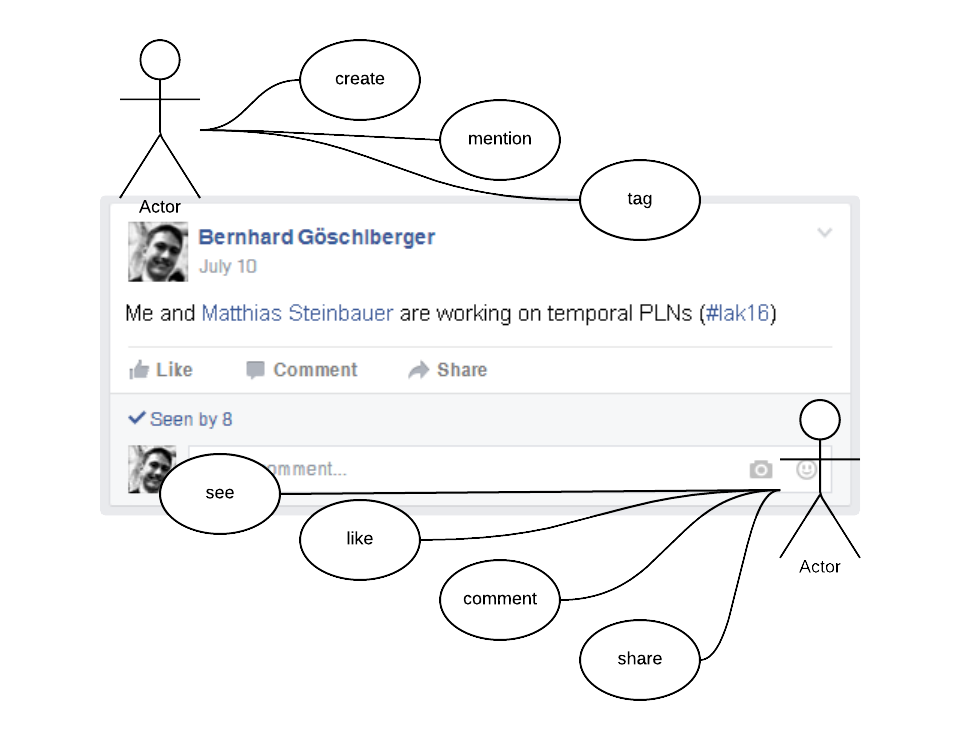 create
mention
tag
Actor
Bernhard Göschlberger
July 10
Me and Matthias Steinbauer are working on temporal PLNs (#lak16)
Like Comment Share
Seen by 8
omment...
see
like
Actor
comment
share